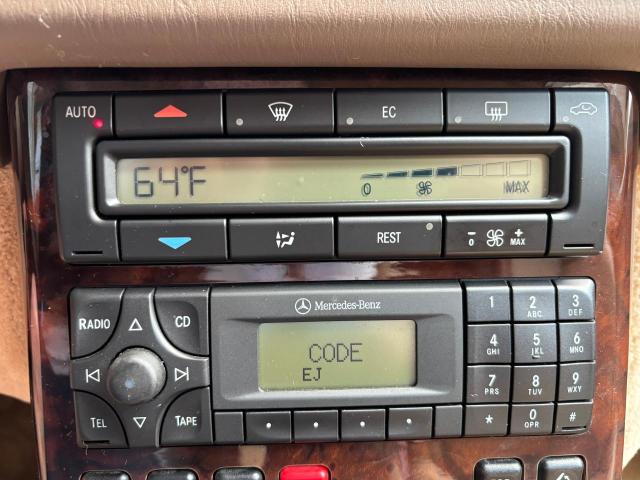 AUTO EC
64°F 0 MAX
REST - 0 + MAX
Mercedes-Benz
RADIO CD 1 2 ABC 3 DEF
CODE 4 GHI 5 JKL 6 MNO
EJ
7 PRS 8 TUV 9 WXY
TEL TAPE * 0 OPR #